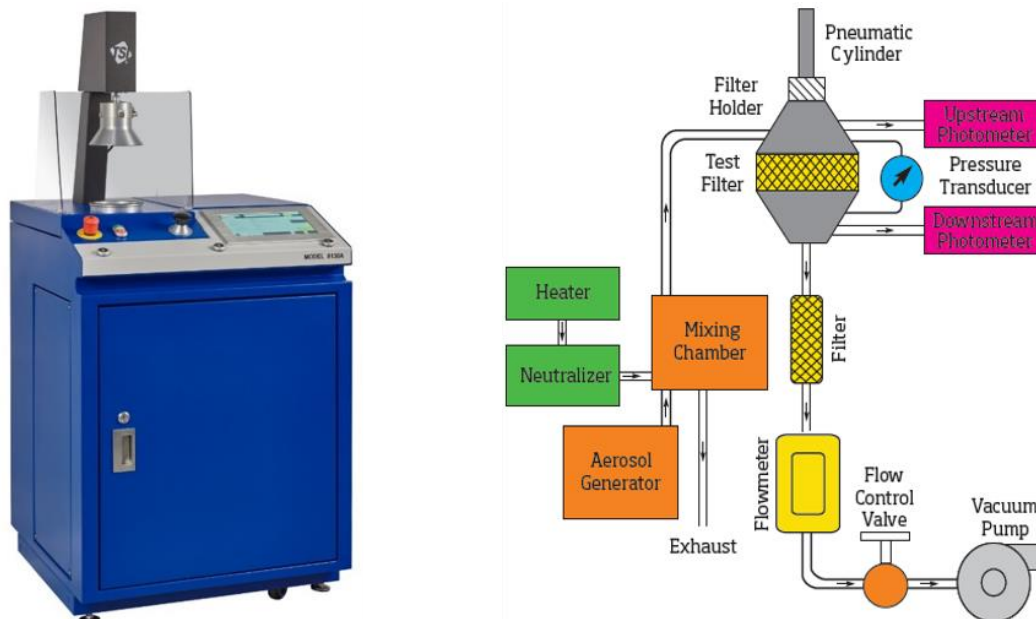 TSI
MODEL 8130A
Pneumatic
Cylinder
Filter
Holder
Upstream
Photometer
Test
Filter
Pressure
Transducer
Downstream
Photometer
Heater
Mixing
Chamber
Neutralizer
Filter
Aerosol
Generator
Flowmeter
Flow
Control
Valve
Vacuum
Pump
Exhaust